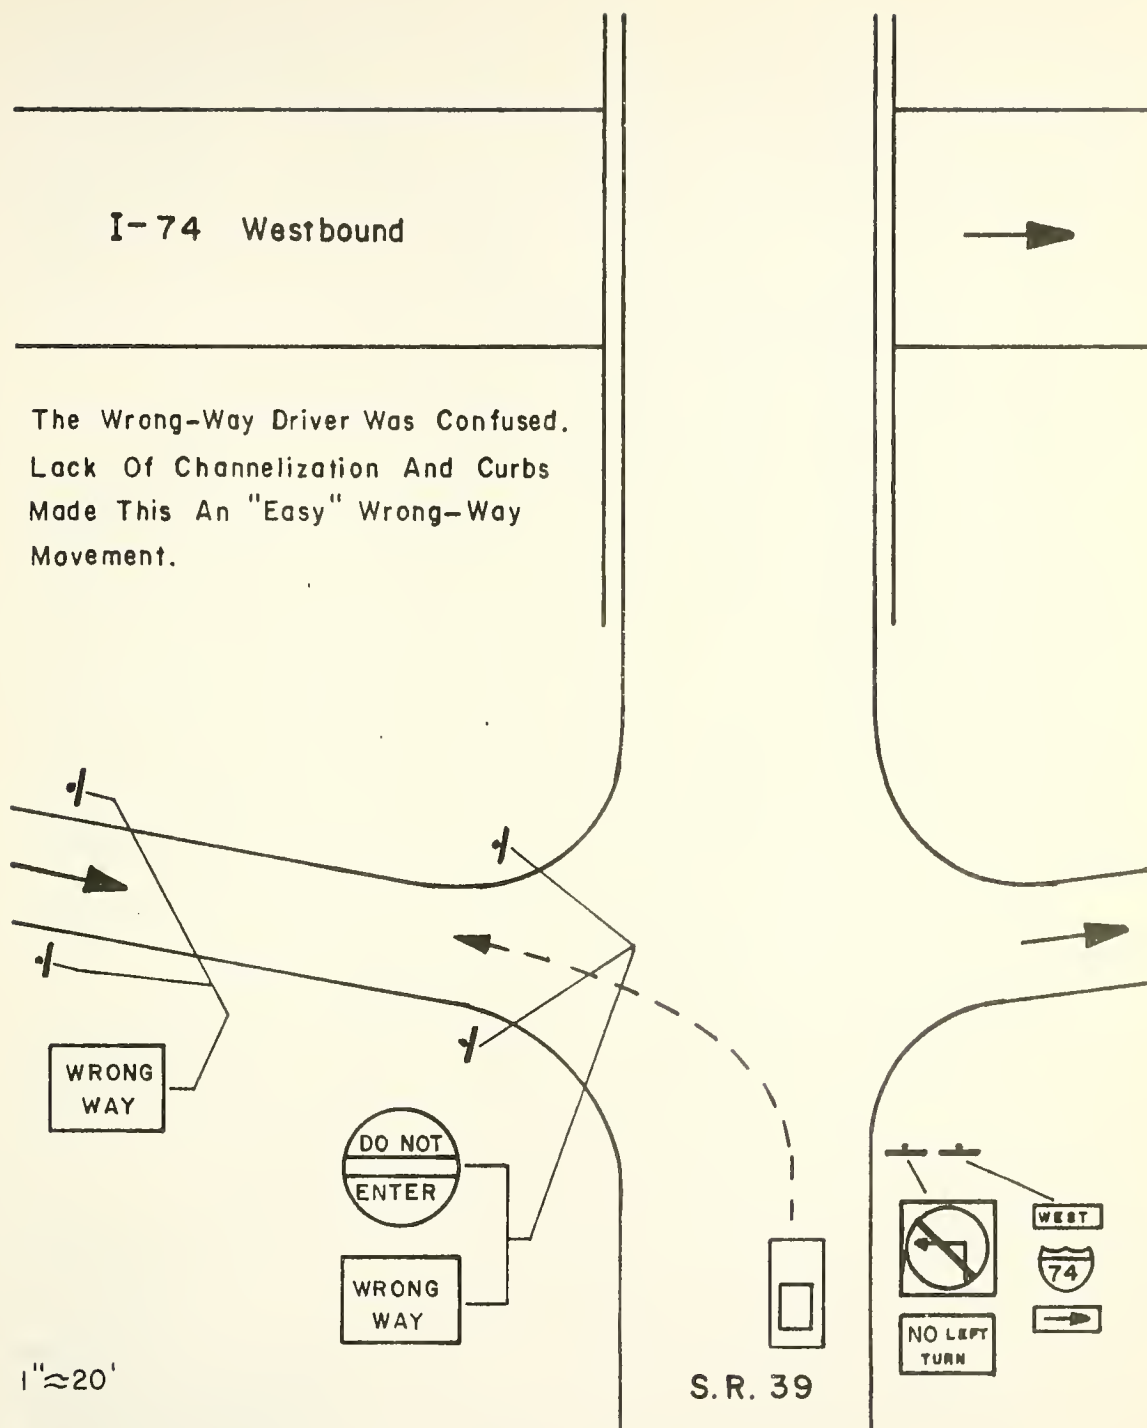 I-74 Westbound
The Wrong-Way Driver Was Confused.
Lack Of Channelization And Curbs
Made This An "Easy" Wrong-Way
Movement.
WRONG
WAY
DO NOT
ENTER
WRONG
WAY
NO LEFT
TURN
WEST
74
1"≈20'
S.R. 39